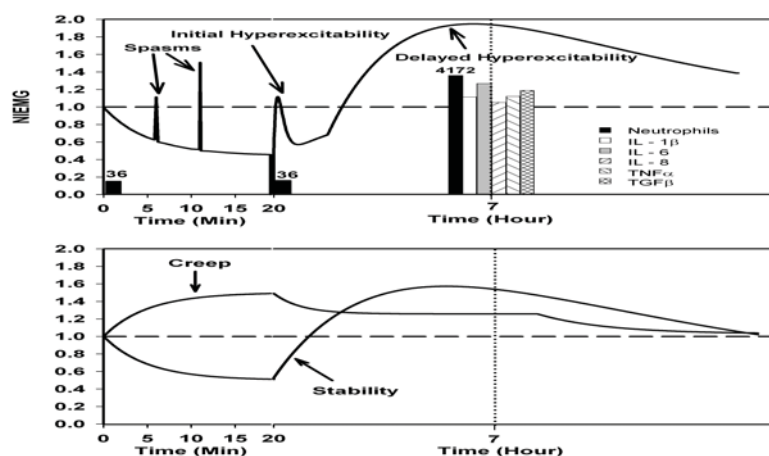 2.0
1.8
1.6
1.4
1.2
1.0
0.8
0.6
0.4
0.2
0.0
NIEMG
Spasms
Initial Hyperexcitability
Delayed Hyperexcitability
4172
36
36
Neutrophils
IL - 1β
IL - 6
IL - 8
TNFα
TGFβ
0 5 10 15 20 7
Time (Min) Time (Hour)
2.0
1.8
1.6
1.4
1.2
1.0
0.8
0.6
0.4
0.2
0.0
Creep
Stability
0 5 10 15 20 7
Time (Min) Time (Hour)